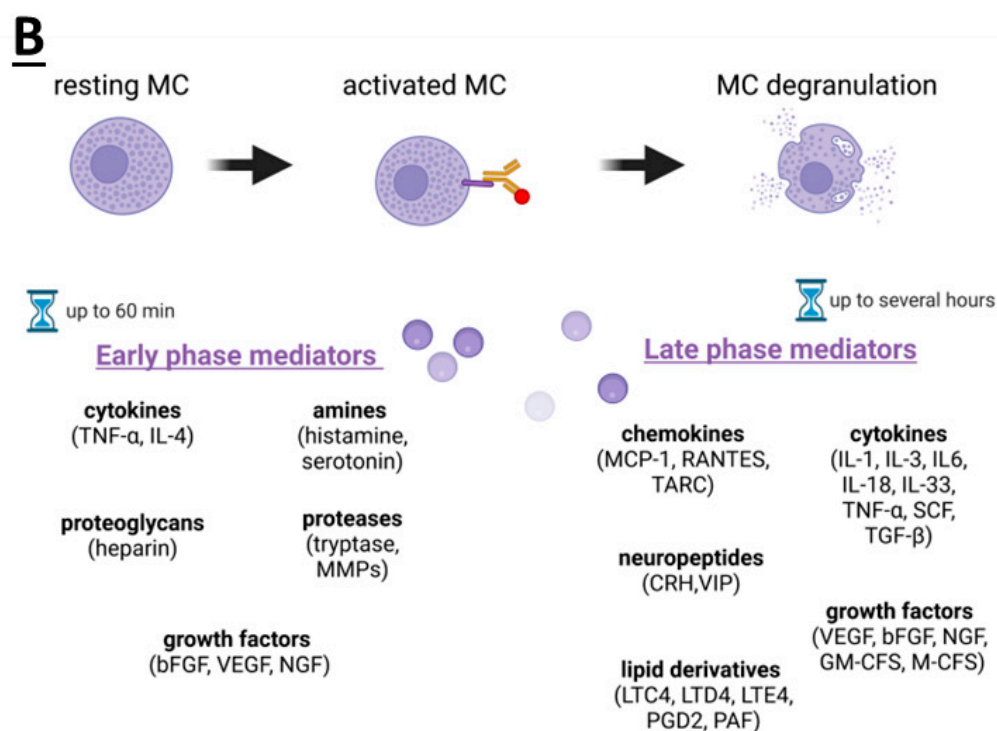 B
resting MC
activated MC
MC degranulation
up to 60 min
up to several hours
Early phase mediators
Late phase mediators
cytokines
(TNF-α, IL-4)
amines
(histamine,
serotonin)
proteoglycans
(heparin)
proteases
(tryptase,
MMPs)
growth factors
(bFGF, VEGF, NGF)
chemokines
(MCP-1, RANTES,
TARC)
cytokines
(IL-1, IL-3, IL6,
IL-18, IL-33,
TNF-α, SCF,
TGF-β)
neuropeptides
(CRH,VIP)
growth factors
(VEGF, bFGF, NGF,
GM-CFS, M-CFS)
lipid derivatives
(LTC4, LTD4, LTE4,
PGD2, PAF)